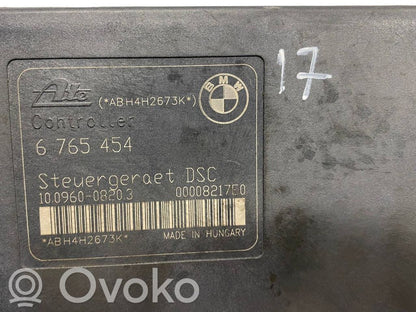 Ate (*ABH4H2673K*) BMW
Controller
6 765 454
Steuergeraet DSC
10.0960-0820.3 00008217E0
*ABH4H2673K* MADE IN HUNGARY
17
Ovoko